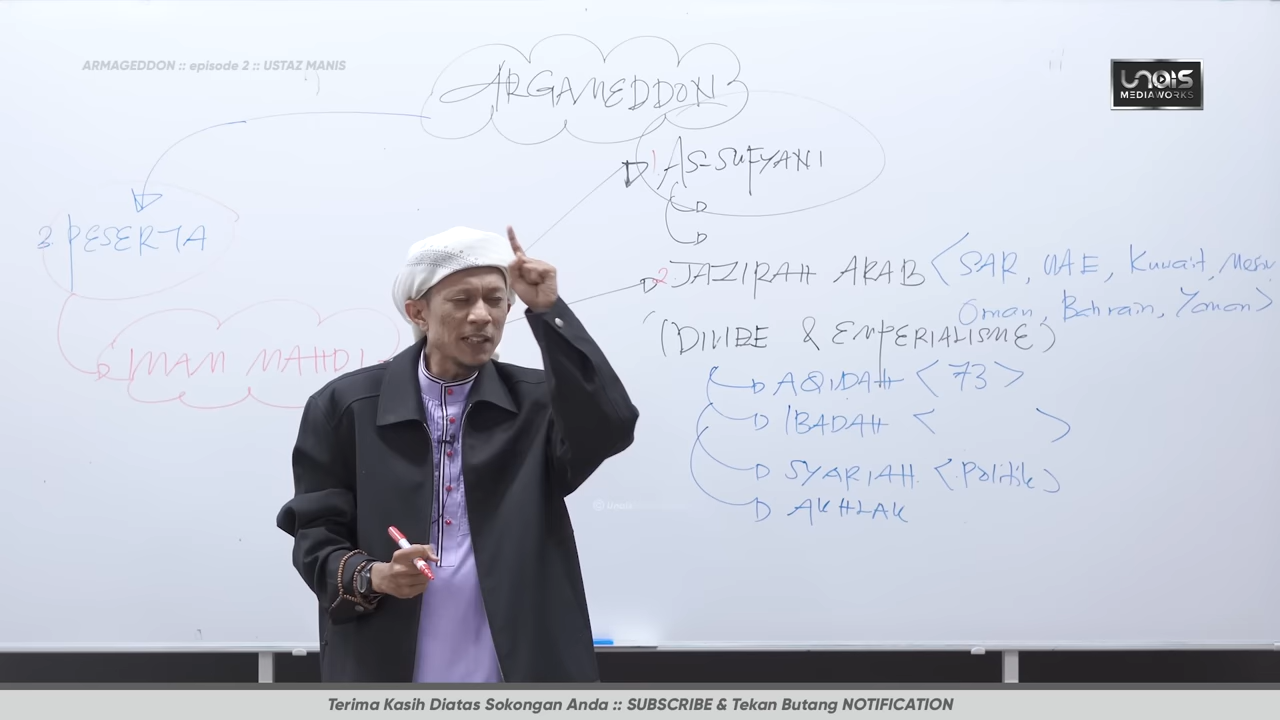 ARMAGEDDON :: episode 2 :: USTAZ MANIS
UNAIS
MEDIAWORKS
ARGAMEDDON
1. AS-SUFYANI
3. PESERTA
2. JAZIRAH ARAB < SAR, UAE, Kuwait,
Oman, Bahrain, Yaman >
(DIVIDE & EMPERIALISME)
IMAM MAHDI
AQIDAH < 73 >
IBADAH < >
SYARIAH < Politik >
AKHLAK
Terima Kasih Diatas Sokongan Anda :: SUBSCRIBE & Tekan Butang NOTIFICATION